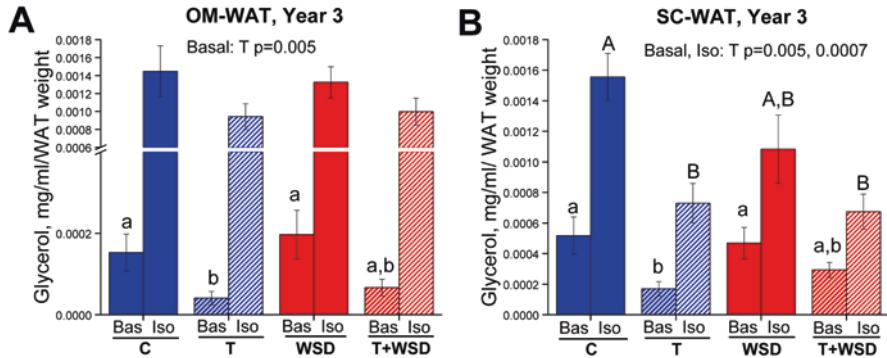 A
OM-WAT, Year 3
Basal: T p=0.005
Glycerol, mg/ml/WAT weight
0.0018
0.0016
0.0014
0.0012
0.0010
0.0008
0.0006
0.0002
0.0000
a
b
a
a,b
Bas Iso Bas Iso Bas Iso Bas Iso
C T WSD T+WSD
B
SC-WAT, Year 3
Basal, Iso: T p=0.005, 0.0007
Glycerol, mg/ml/ WAT weight
0.0018
0.0016
0.0014
0.0012
0.0010
0.0008
0.0006
0.0004
0.0002
0.0000
a
A
b
B
a
A,B
a,b
B
Bas Iso Bas Iso Bas Iso Bas Iso
C T WSD T+WSD